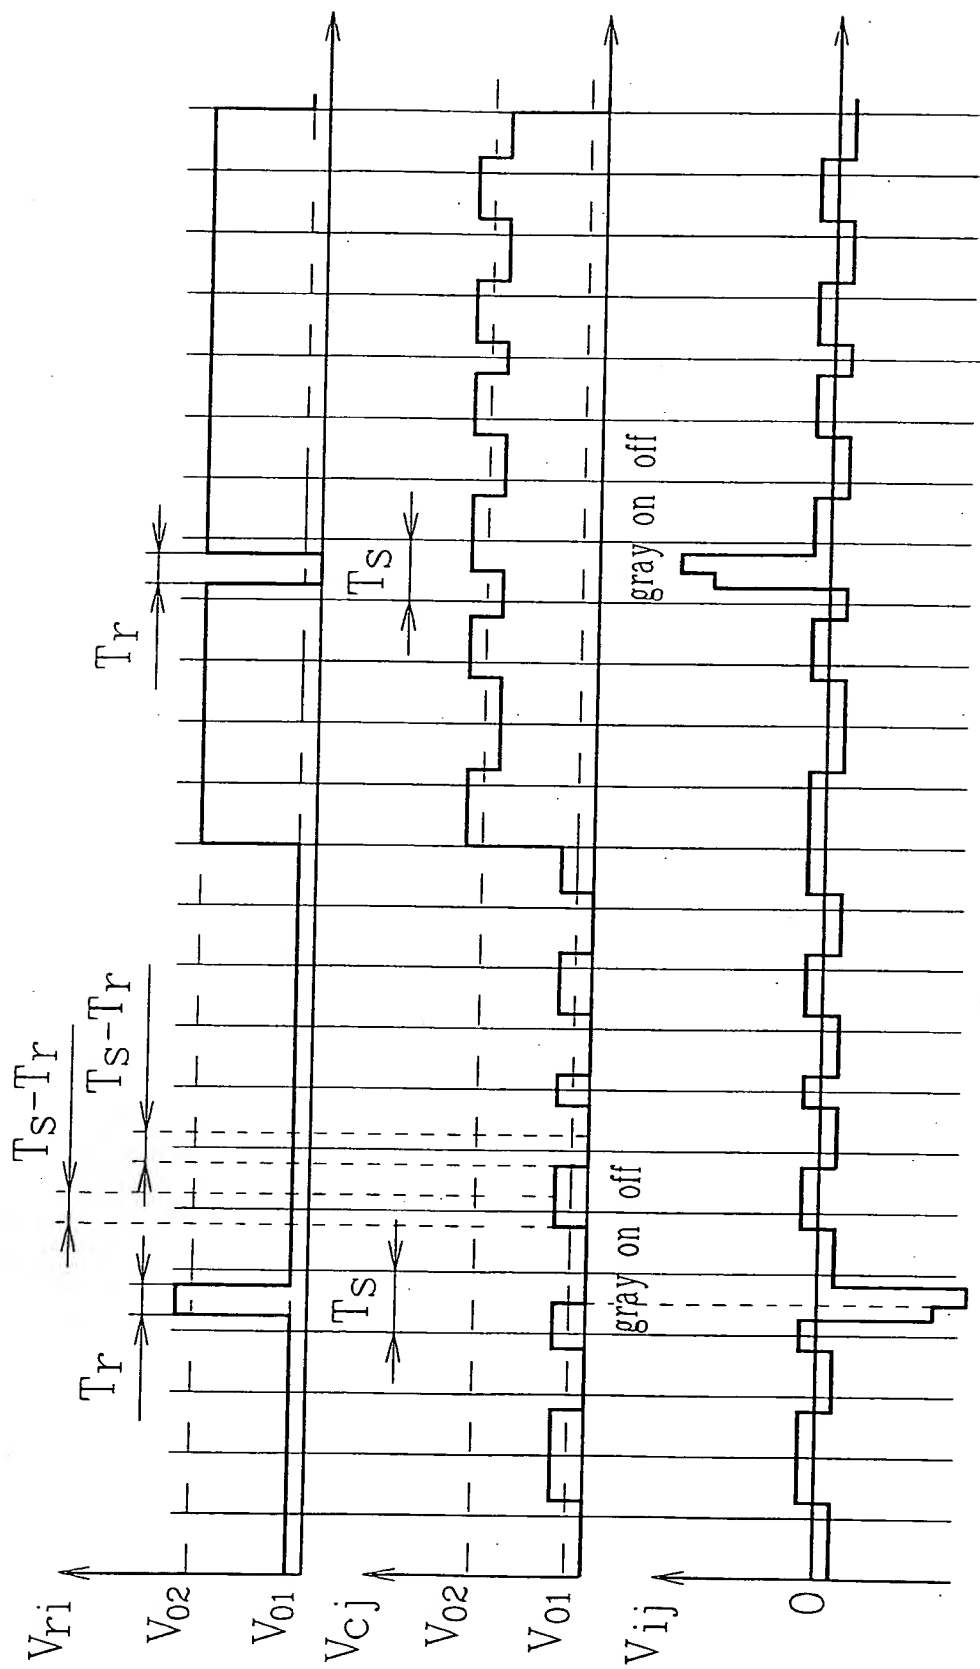 Vri
V02
V01
Tr
Ts-Tr
Ts-Tr
Tr
Vcj
V02
V01
Ts
Ts
gray on off
gray on off
Vij
0